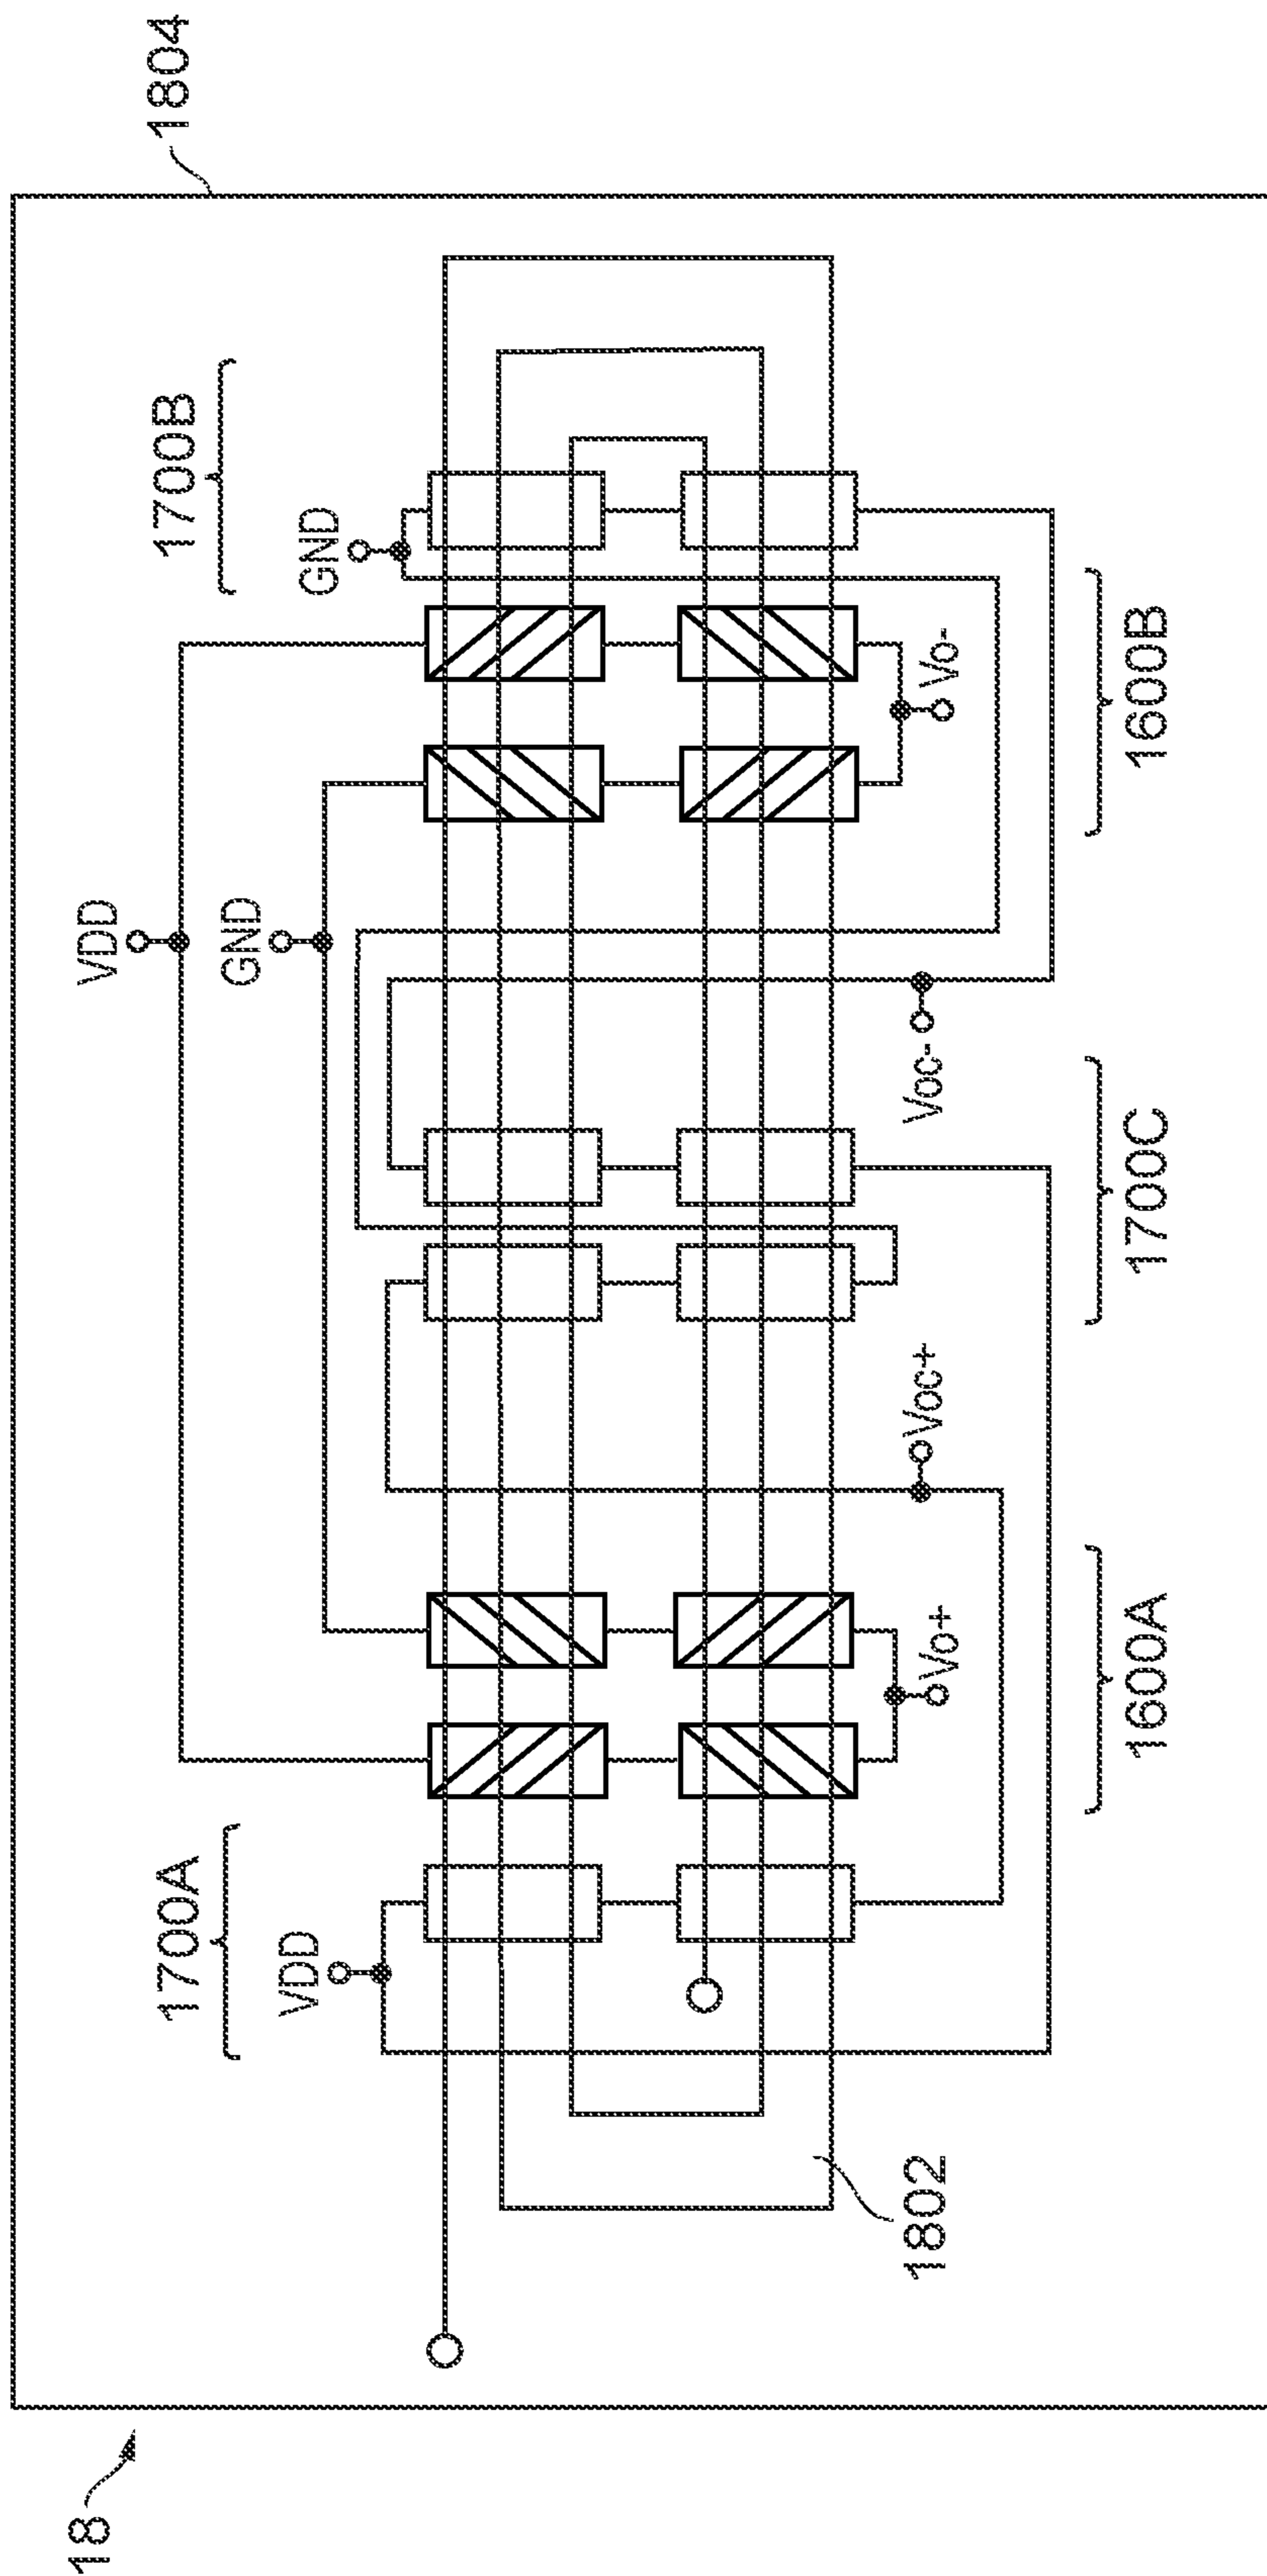 18
1804
1700A
1700B
VDD
GND
VDD
GND
Vo+
Voc+
Voc-
Vo-
1802
1600A
1700C
1600B